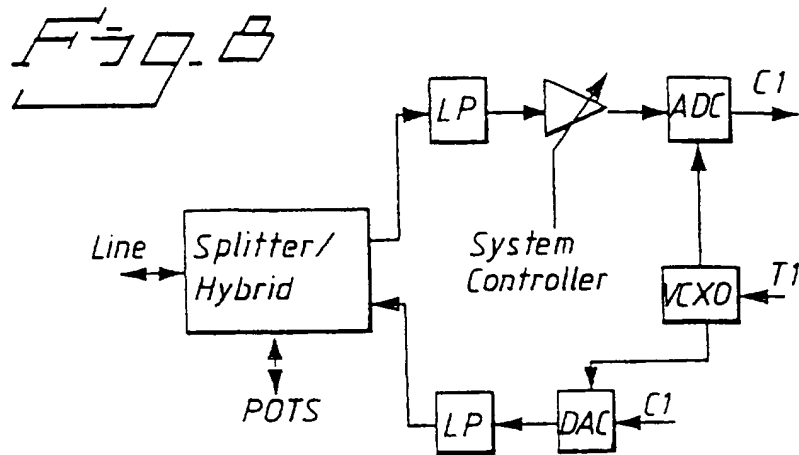 Fig. 8
LP
ADC
C1
Line
Splitter/
Hybrid
System
Controller
VCXO
T1
POTS
LP
DAC
C1